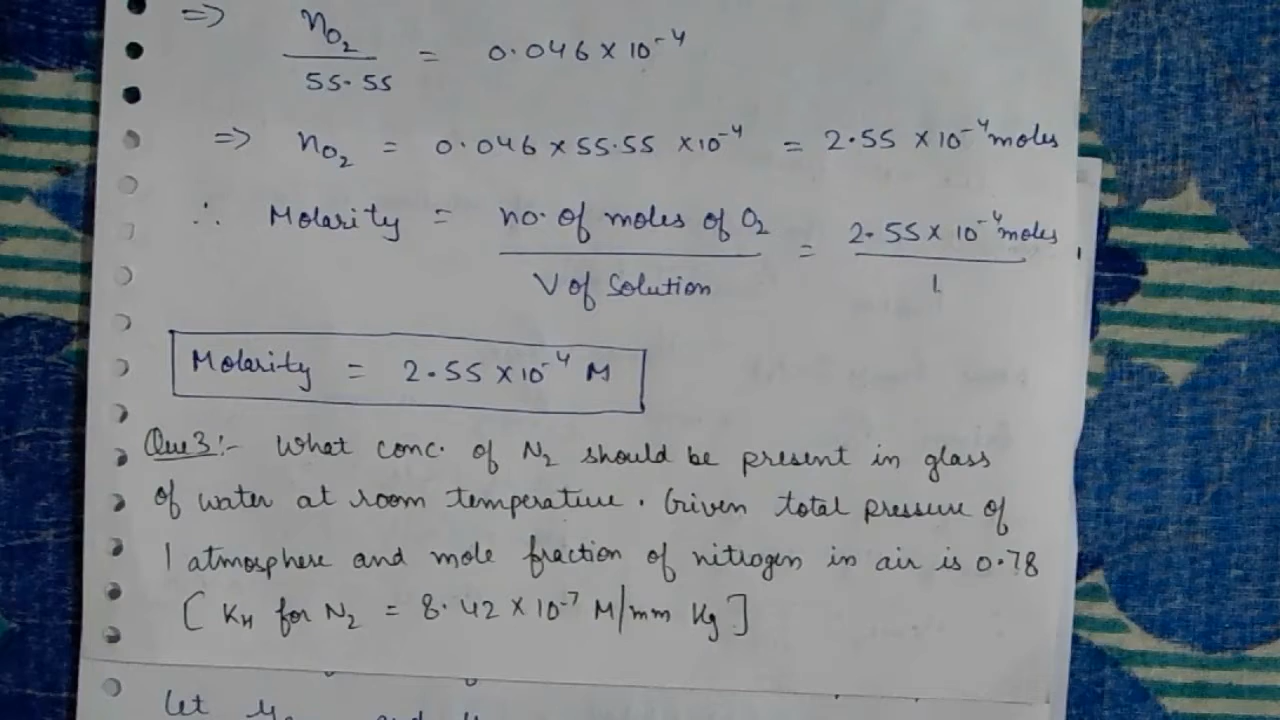 => nO₂ / 55.55 = 0.046 × 10⁻⁴
=> nO₂ = 0.046 × 55.55 × 10⁻⁴ = 2.55 × 10⁻⁴ moles
∴ Molarity = no. of moles of O₂ / V of Solution = 2.55 × 10⁻⁴ moles / 1
Molarity = 2.55 × 10⁻⁴ M
Que 3:- What conc. of N₂ should be present in glass
of water at room temperature. Given total pressure of
1 atmosphere and mole fraction of nitrogen in air is 0.78
[ KH for N₂ = 8.42 × 10⁻⁷ M/mm Kg ]
let